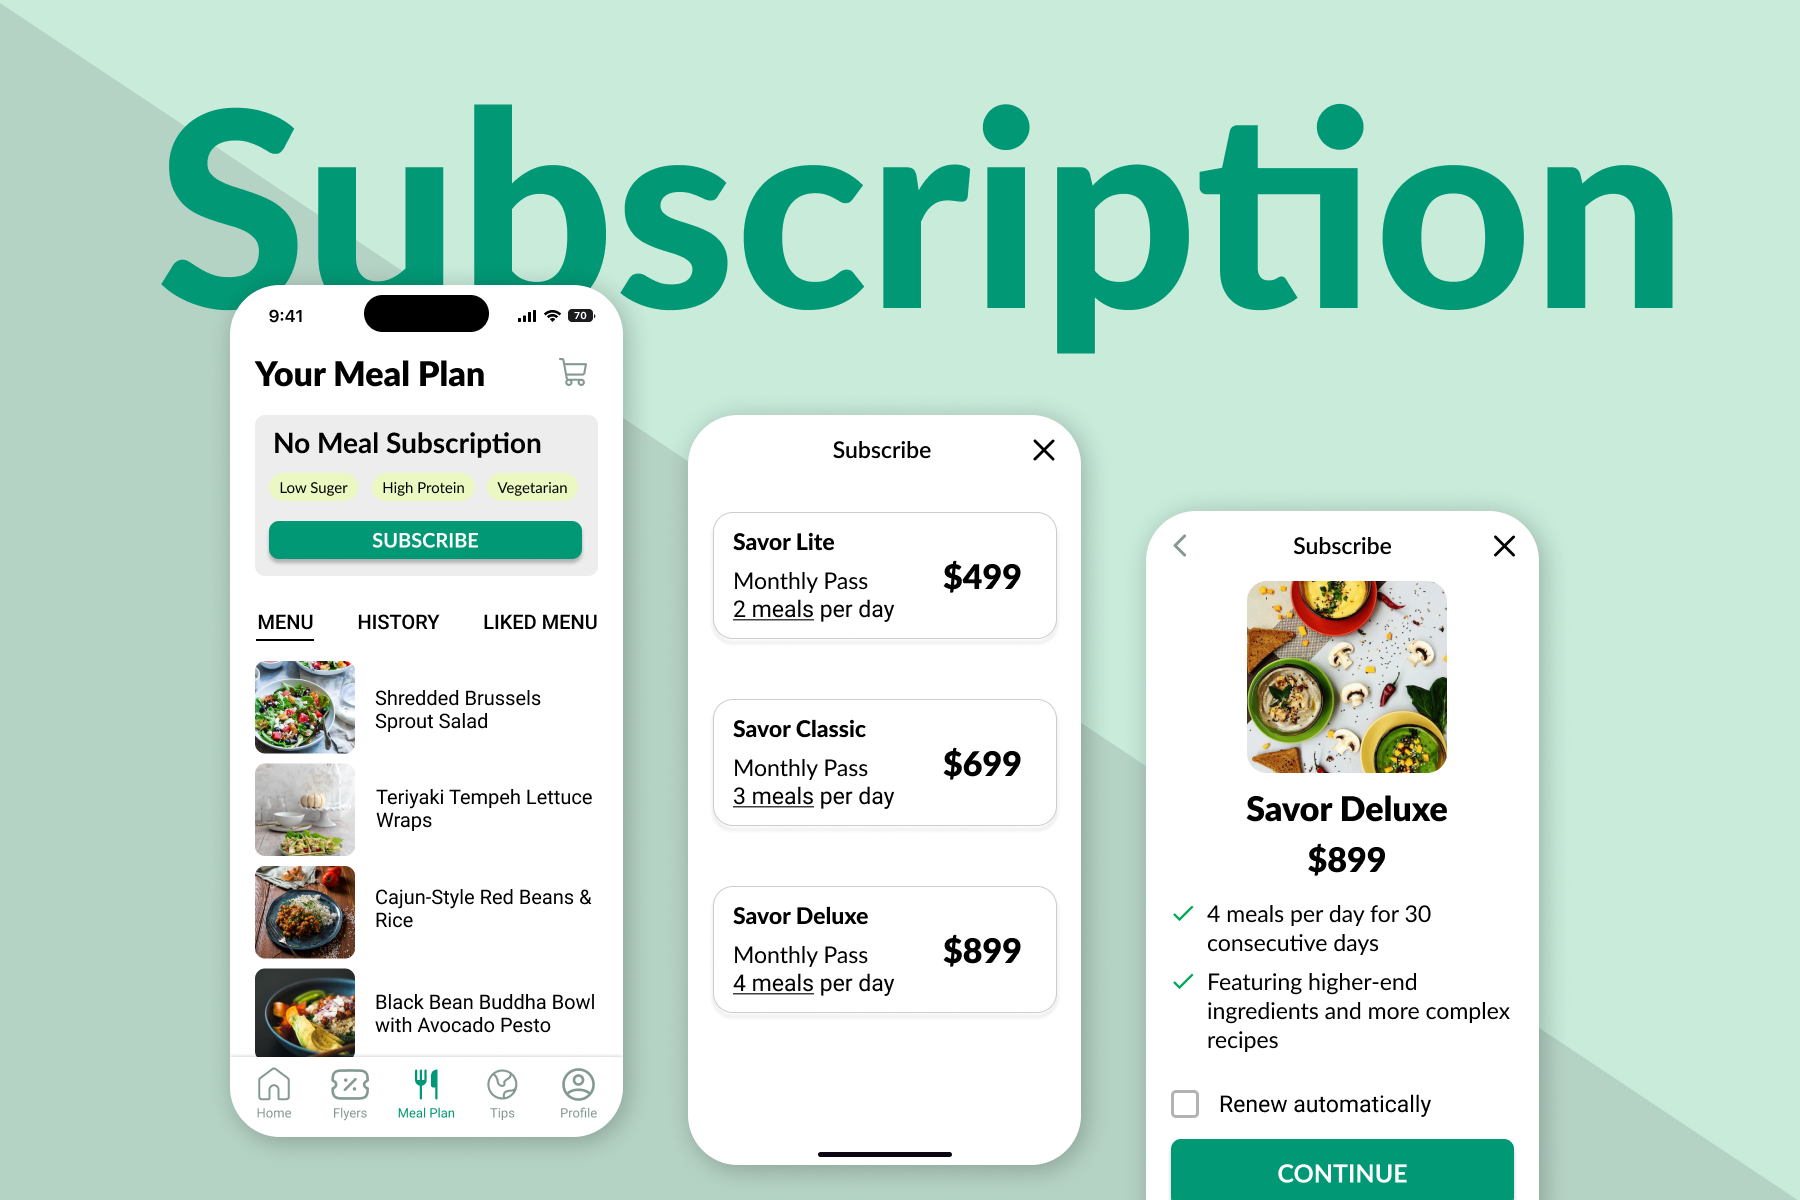 Subscription
9:41
70
Your Meal Plan
No Meal Subscription
Low Suger
High Protein
Vegetarian
SUBSCRIBE
MENU
HISTORY
LIKED MENU
Shredded Brussels
Sprout Salad
Teriyaki Tempeh Lettuce
Wraps
Cajun-Style Red Beans &
Rice
Black Bean Buddha Bowl
with Avocado Pesto
Home
Flyers
Meal Plan
Tips
Profile
Subscribe
Savor Lite
Monthly Pass
2 meals per day
$499
Savor Classic
Monthly Pass
3 meals per day
$699
Savor Deluxe
Monthly Pass
4 meals per day
$899
Subscribe
Savor Deluxe
$899
4 meals per day for 30
consecutive days
Featuring higher-end
ingredients and more complex
recipes
Renew automatically
CONTINUE